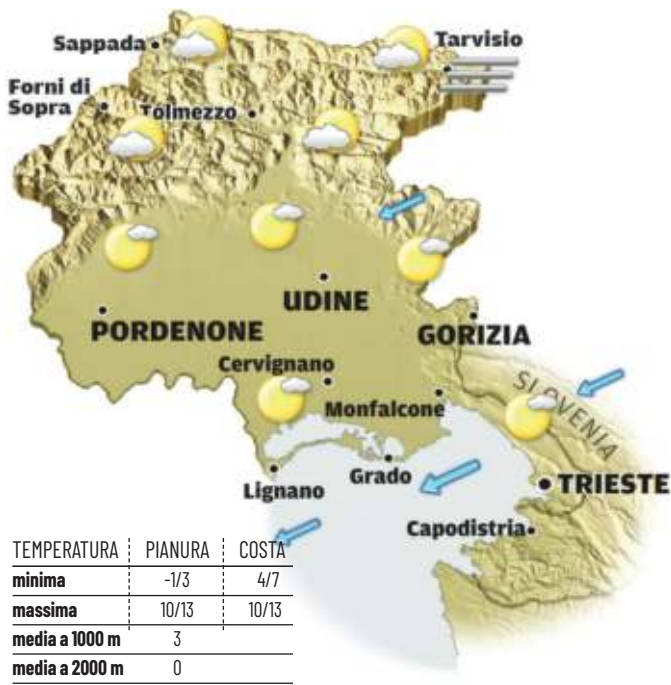 Sappada
Tarvisio
Forni di
Sopra
Tolmezzo
UDINE
PORDENONE
GORIZIA
Cervignano
SLOVENIA
Monfalcone
Grado
Lignano
TRIESTE
Capodistria
TEMPERATURA PIANURA COSTA
minima -1/3 4/7
massima 10/13 10/13
media a 1000 m 3
media a 2000 m 0